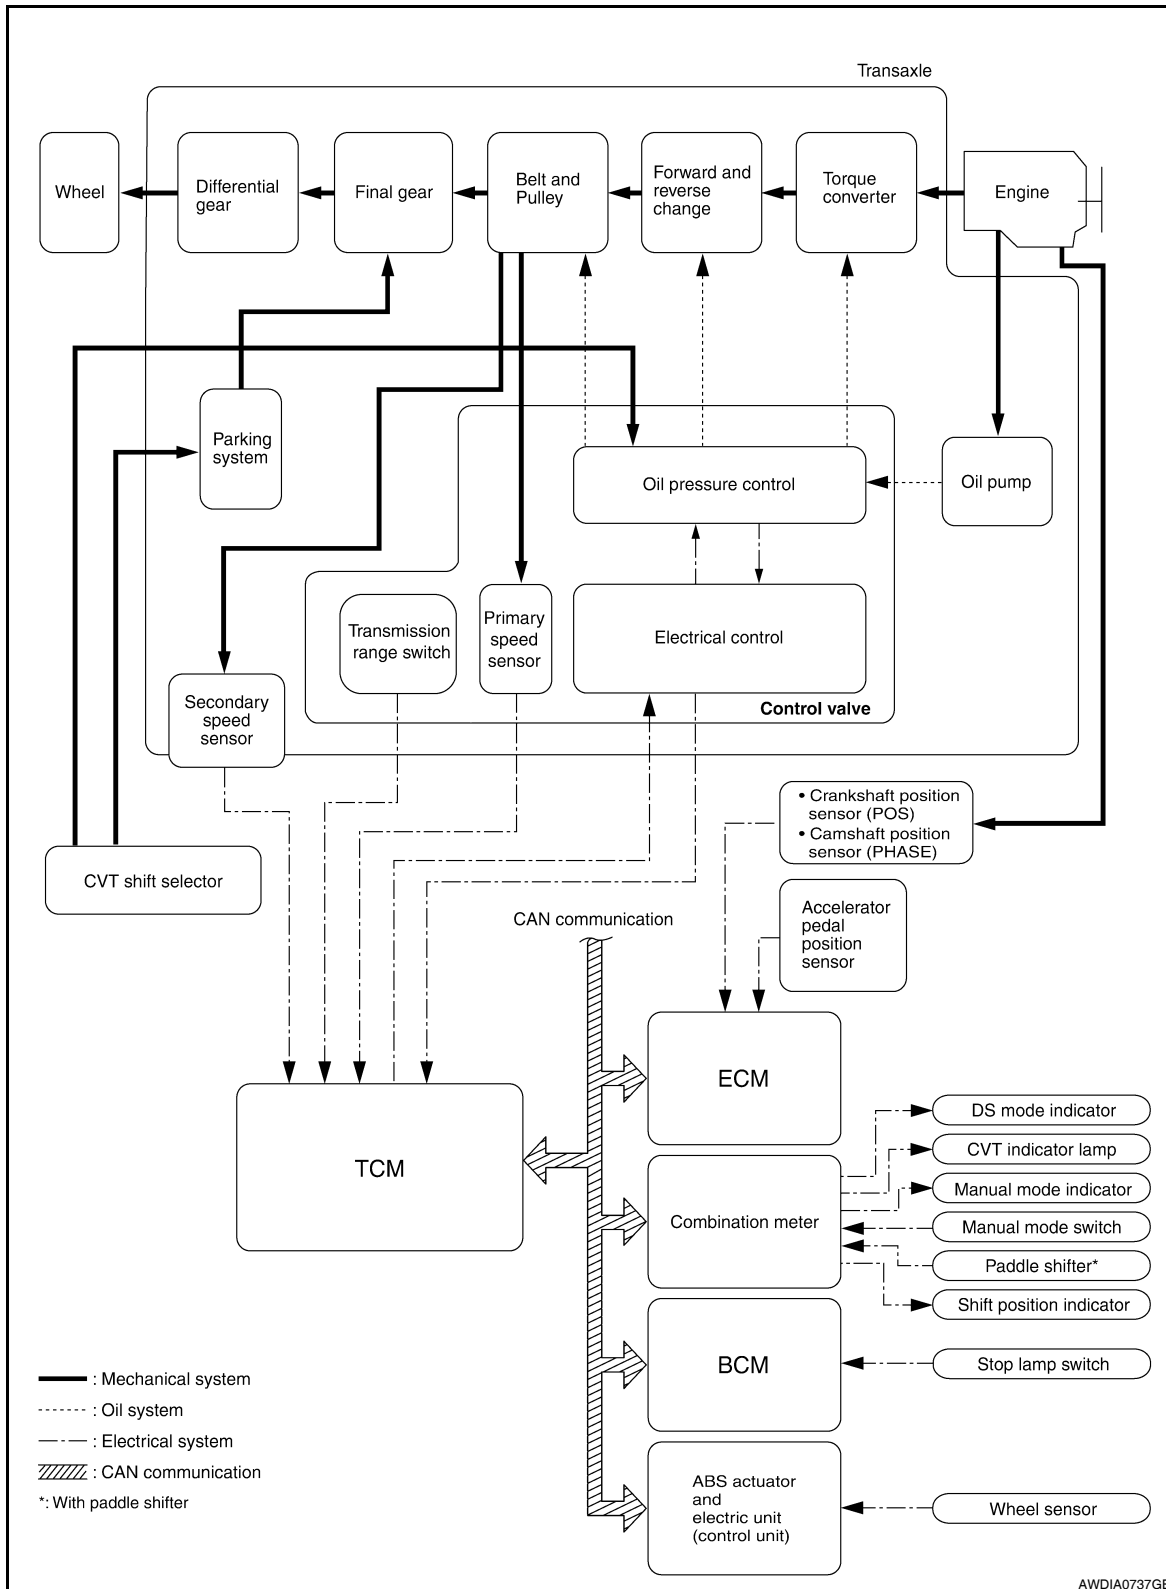 Transaxle
Wheel
Differential
gear
Final gear
Belt and
Pulley
Forward and
reverse
change
Torque
converter
Engine
Parking
system
Oil pressure control
Oil pump
Transmission
range switch
Primary
speed
sensor
Electrical control
Control valve
Secondary
speed
sensor
CVT shift selector
• Crankshaft position
sensor (POS)
• Camshaft position
sensor (PHASE)
Accelerator
pedal
position
sensor
CAN communication
ECM
TCM
Combination meter
DS mode indicator
CVT indicator lamp
Manual mode indicator
Manual mode switch
Paddle shifter*
Shift position indicator
BCM
Stop lamp switch
ABS actuator
and
electric unit
(control unit)
Wheel sensor
: Mechanical system
: Oil system
: Electrical system
: CAN communication
*: With paddle shifter
AWDIA0737GB